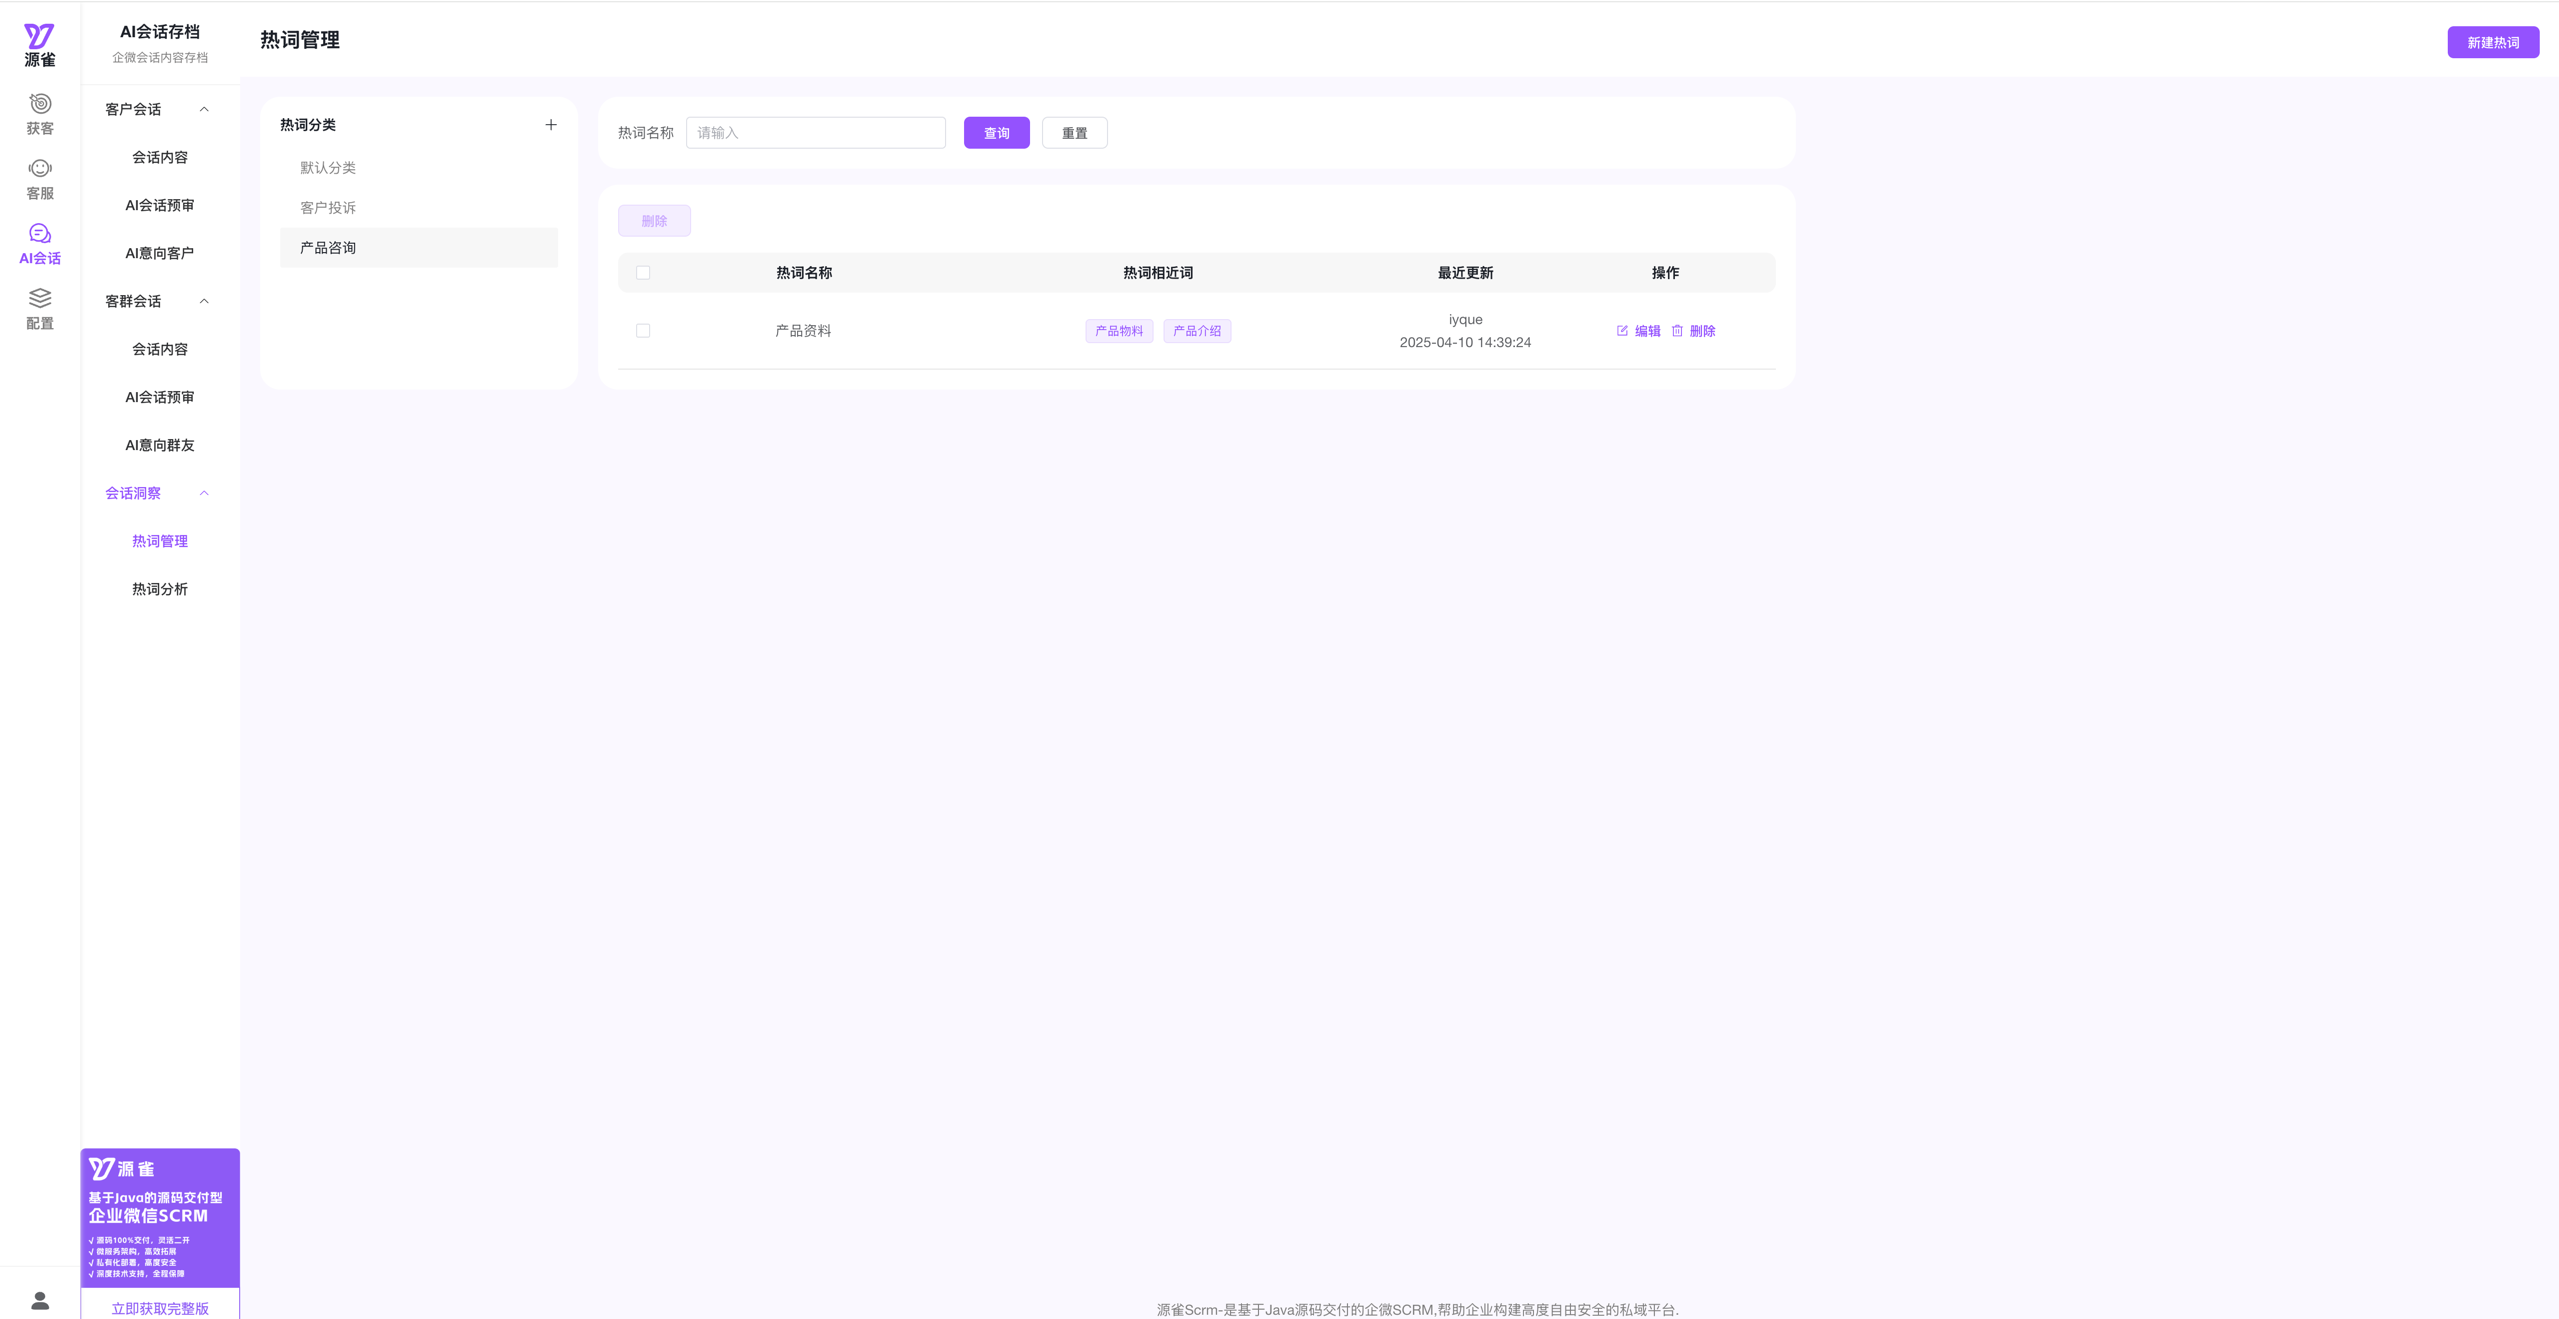 源雀
获客
客服
AI会话
配置
AI会话存档
企微会话内容存档
客户会话
会话内容
AI会话预审
AI意向客户
客群会话
会话内容
AI会话预审
AI意向群友
会话洞察
热词管理
热词分析
源雀
基于Java的源码交付型
企业微信SCRM
√ 源码100%交付，灵活二开
√ 微服务架构，高效拓展
√ 私有化部署，高度安全
√ 深度技术支持，全程保障
立即获取完整版
热词管理
新建热词
热词分类
默认分类
客户投诉
产品咨询
热词名称 请输入 查询 重置
删除
热词名称 热词相近词 最近更新 操作
产品资料 产品物料 产品介绍 iyque 编辑 删除
2025-04-10 14:39:24
源雀Scrm-是基于Java源码交付的企微SCRM,帮助企业构建高度自由安全的私域平台.